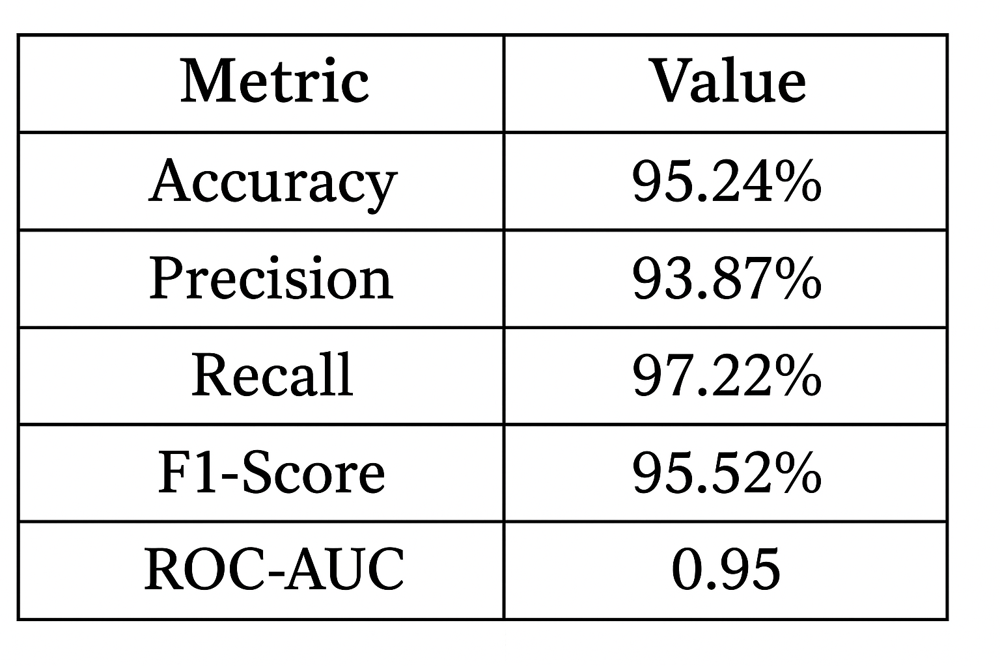 Metric Value
Accuracy 95.24%
Precision 93.87%
Recall 97.22%
F1-Score 95.52%
ROC-AUC 0.95